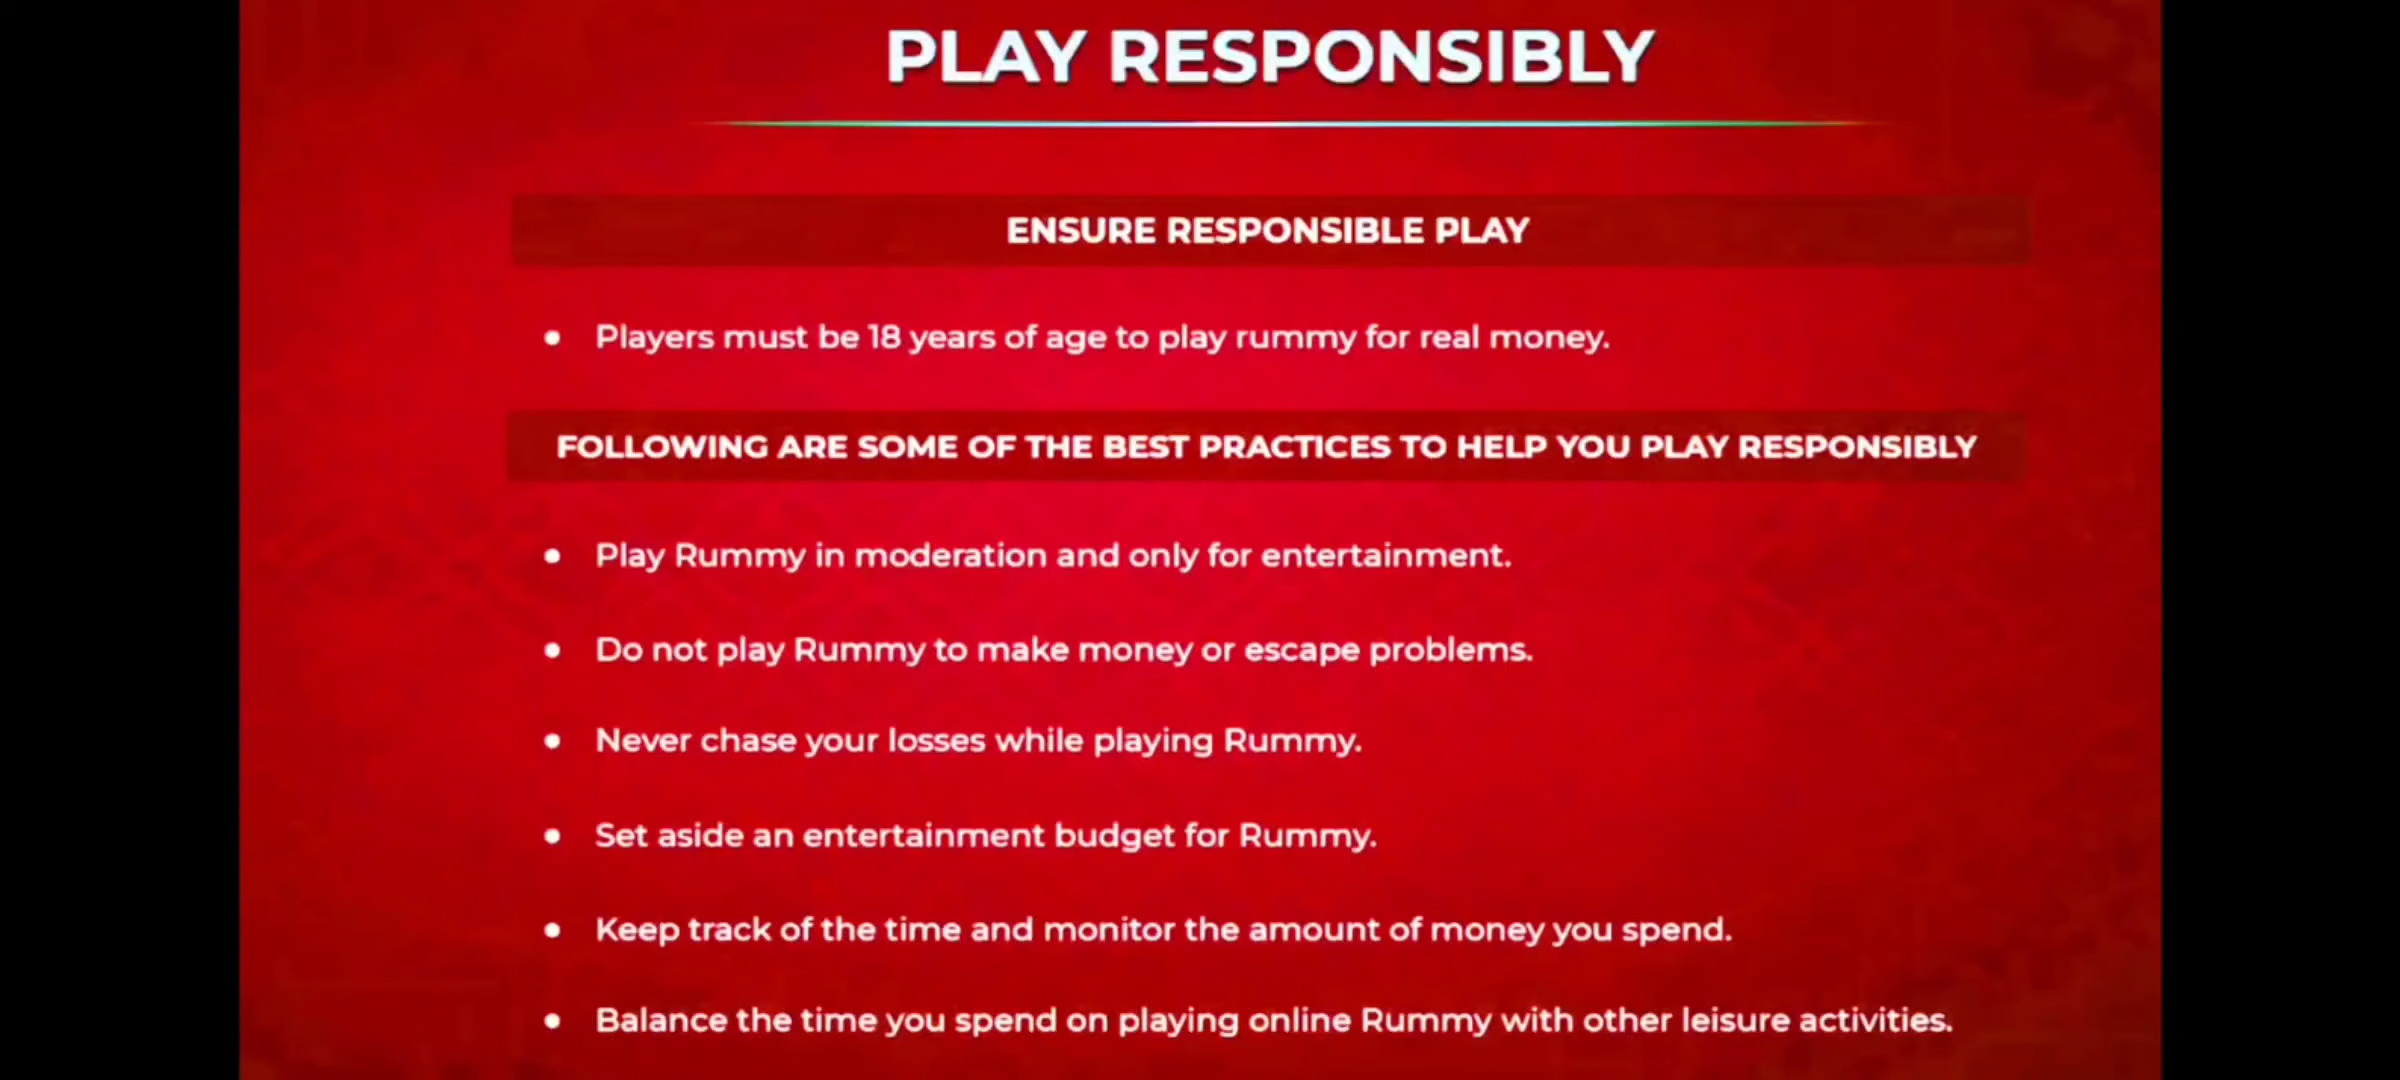 PLAY RESPONSIBLY
ENSURE RESPONSIBLE PLAY
• Players must be 18 years of age to play rummy for real money.
FOLLOWING ARE SOME OF THE BEST PRACTICES TO HELP YOU PLAY RESPONSIBLY
• Play Rummy in moderation and only for entertainment.
• Do not play Rummy to make money or escape problems.
• Never chase your losses while playing Rummy.
• Set aside an entertainment budget for Rummy.
• Keep track of the time and monitor the amount of money you spend.
• Balance the time you spend on playing online Rummy with other leisure activities.